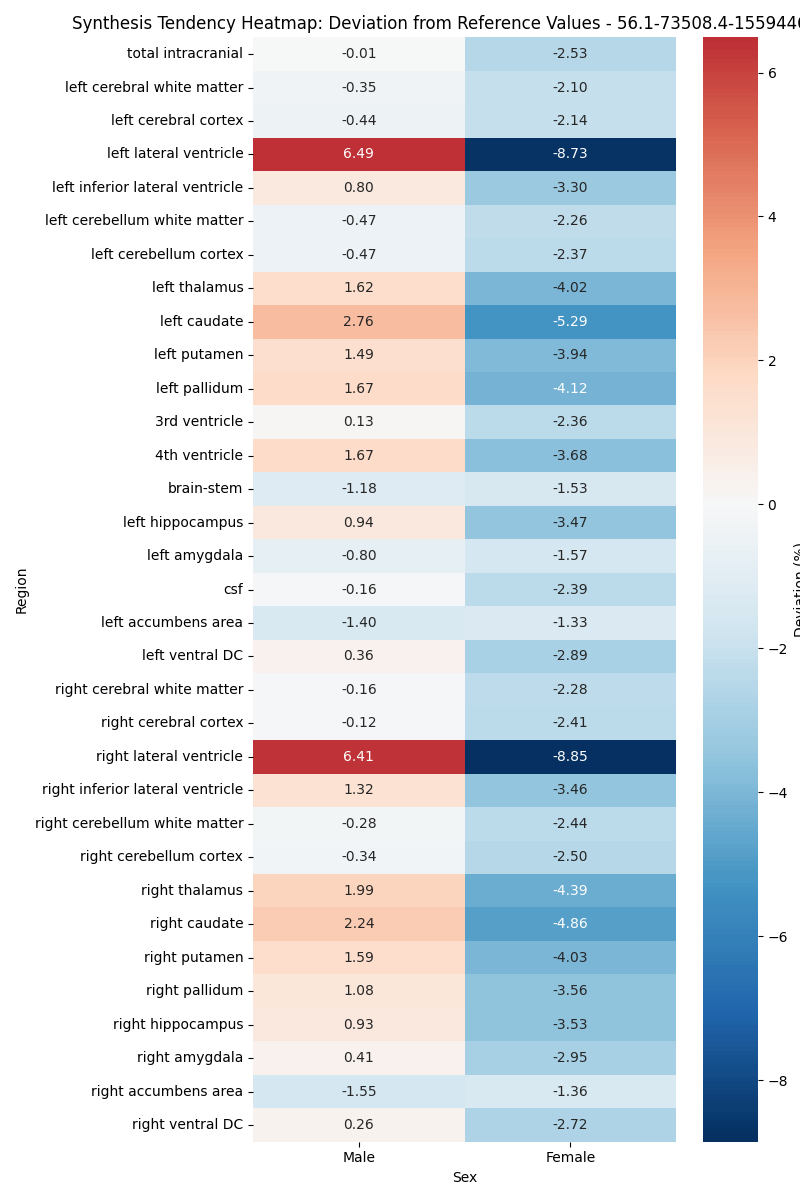 Synthesis Tendency Heatmap: Deviation from Reference Values - 56.1-73508.4-1559446
total intracranial -0.01 -2.53
left cerebral white matter -0.35 -2.10
left cerebral cortex -0.44 -2.14
left lateral ventricle 6.49 -8.73
left inferior lateral ventricle 0.80 -3.30
left cerebellum white matter -0.47 -2.26
left cerebellum cortex -0.47 -2.37
left thalamus 1.62 -4.02
left caudate 2.76 -5.29
left putamen 1.49 -3.94
left pallidum 1.67 -4.12
3rd ventricle 0.13 -2.36
4th ventricle 1.67 -3.68
brain-stem -1.18 -1.53
left hippocampus 0.94 -3.47
left amygdala -0.80 -1.57
csf -0.16 -2.39
left accumbens area -1.40 -1.33
left ventral DC 0.36 -2.89
right cerebral white matter -0.16 -2.28
right cerebral cortex -0.12 -2.41
right lateral ventricle 6.41 -8.85
right inferior lateral ventricle 1.32 -3.46
right cerebellum white matter -0.28 -2.44
right cerebellum cortex -0.34 -2.50
right thalamus 1.99 -4.39
right caudate 2.24 -4.86
right putamen 1.59 -4.03
right pallidum 1.08 -3.56
right hippocampus 0.93 -3.53
right amygdala 0.41 -2.95
right accumbens area -1.55 -1.36
right ventral DC 0.26 -2.72
Male Female
Sex
Region
6
4
2
0
−2
−4
−6
−8
Deviation (%)